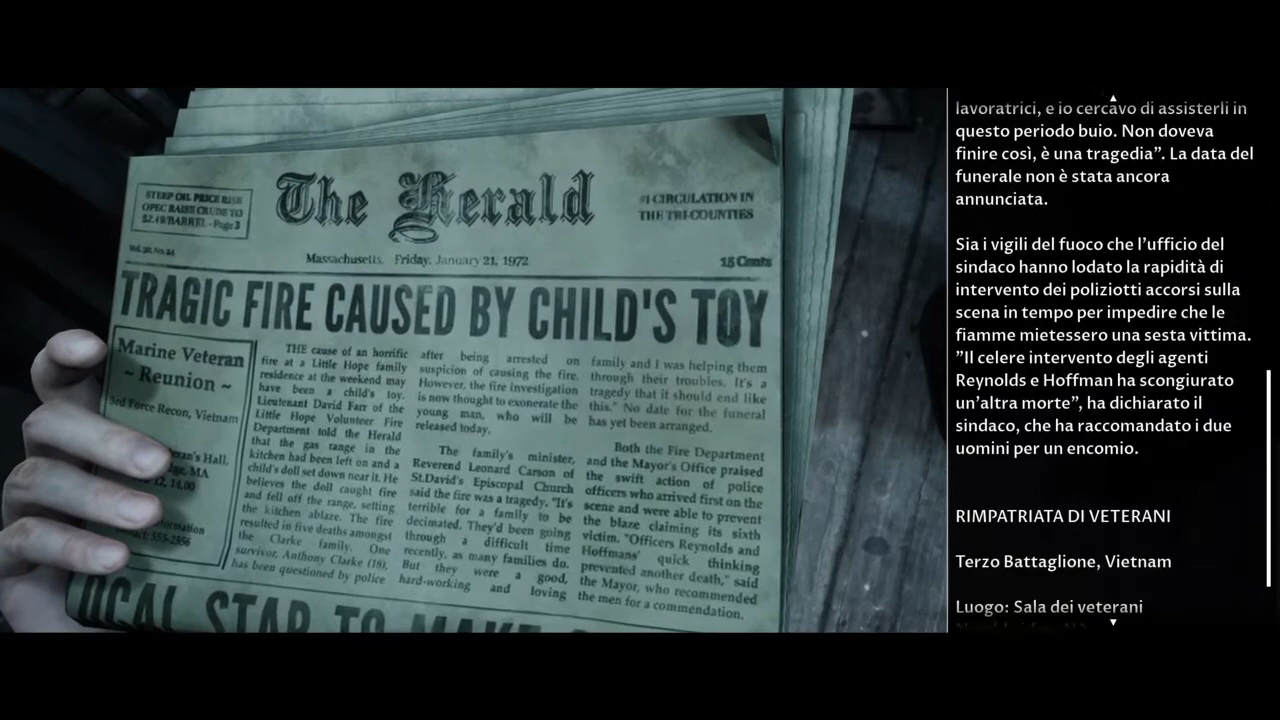 STEEP OIL PRICE RISE
OPEC RAISE CRUDE TO
$2.49/BARREL - Page 3
The Herald
#1 CIRCULATION IN
THE TRI-COUNTIES
Massachusetts, Friday, January 21, 1972
15 Cents
TRAGIC FIRE CAUSED BY CHILD'S TOY
Marine Veteran
~ Reunion ~
3rd Force Recon, Vietnam
man's Hall,
MA
12, 14.00
THE cause of an horrific
fire at a Little Hope family
residence at the weekend may
have been a child's toy.
Lieutenant David Farr of the
Little Hope Volunteer Fire
Department told the Herald
that the gas range in the
kitchen had been left on and a
child's doll set down near it. He
believes the doll caught fire
and fell off the range, setting
the kitchen ablaze. The fire
resulted in five deaths amongst
the Clarke family. One
survivor, Anthony Clarke (18),
has been questioned by police
after being arrested on
suspicion of causing the fire.
However, the fire investigation
is now thought to exonerate the
young man, who will be
released today.
The family's minister,
Reverend Leonard Carson of
St.David's Episcopal Church
said the fire was a tragedy. "It's
terrible for a family to be
decimated. They'd been going
through a difficult time
recently, as many families do.
But they were a good,
hard-working and loving
family and I was helping them
through their troubles. It's a
tragedy that it should end like
this." No date for the funeral
has yet been arranged.
Both the Fire Department
and the Mayor's Office praised
the swift action of police
officers who arrived first on the
scene and were able to prevent
the blaze claiming its sixth
victim. "Officers Reynolds and
Hoffmans' quick thinking
prevented another death," said
the Mayor, who recommended
the men for a commendation.
lavoratrici, e io cercavo di assisterli in
questo periodo buio. Non doveva
finire così, è una tragedia”. La data del
funerale non è stata ancora
annunciata.
Sia i vigili del fuoco che l’ufficio del
sindaco hanno lodato la rapidità di
intervento dei poliziotti accorsi sulla
scena in tempo per impedire che le
fiamme mietessero una sesta vittima.
”Il celere intervento degli agenti
Reynolds e Hoffman ha scongiurato
un’altra morte”, ha dichiarato il
sindaco, che ha raccomandato i due
uomini per un encomio.
RIMPATRIATA DI VETERANI
Terzo Battaglione, Vietnam
Luogo: Sala dei veterani